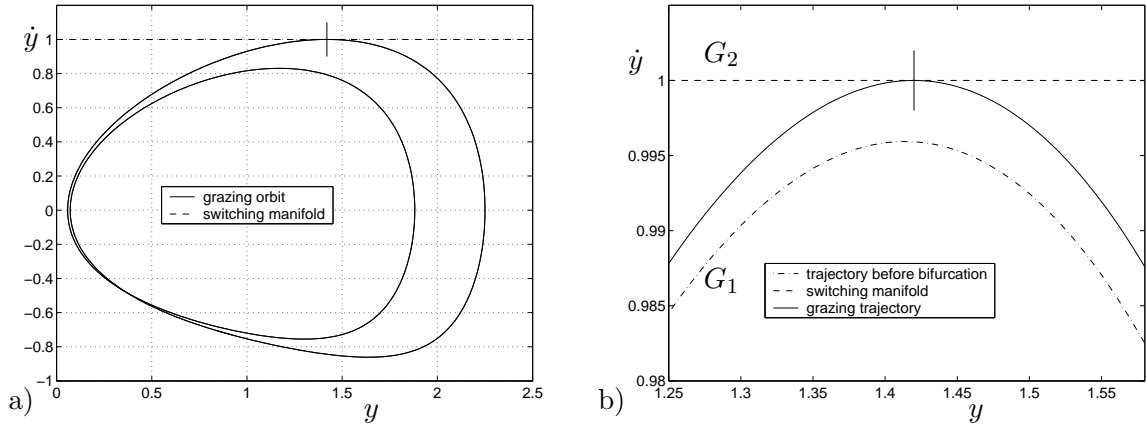 ẏ
1
0.8
0.6
0.4
0.2
0
−0.2
−0.4
−0.6
−0.8
−1
0 0.5 1 1.5 2 2.5
grazing orbit
switching manifold
a)
y
ẏ
G₂
1
0.995
0.99
0.985
0.98
G₁
trajectory before bifurcation
switching manifold
grazing trajectory
1.25 1.3 1.35 1.4 1.45 1.5 1.55
b)
y